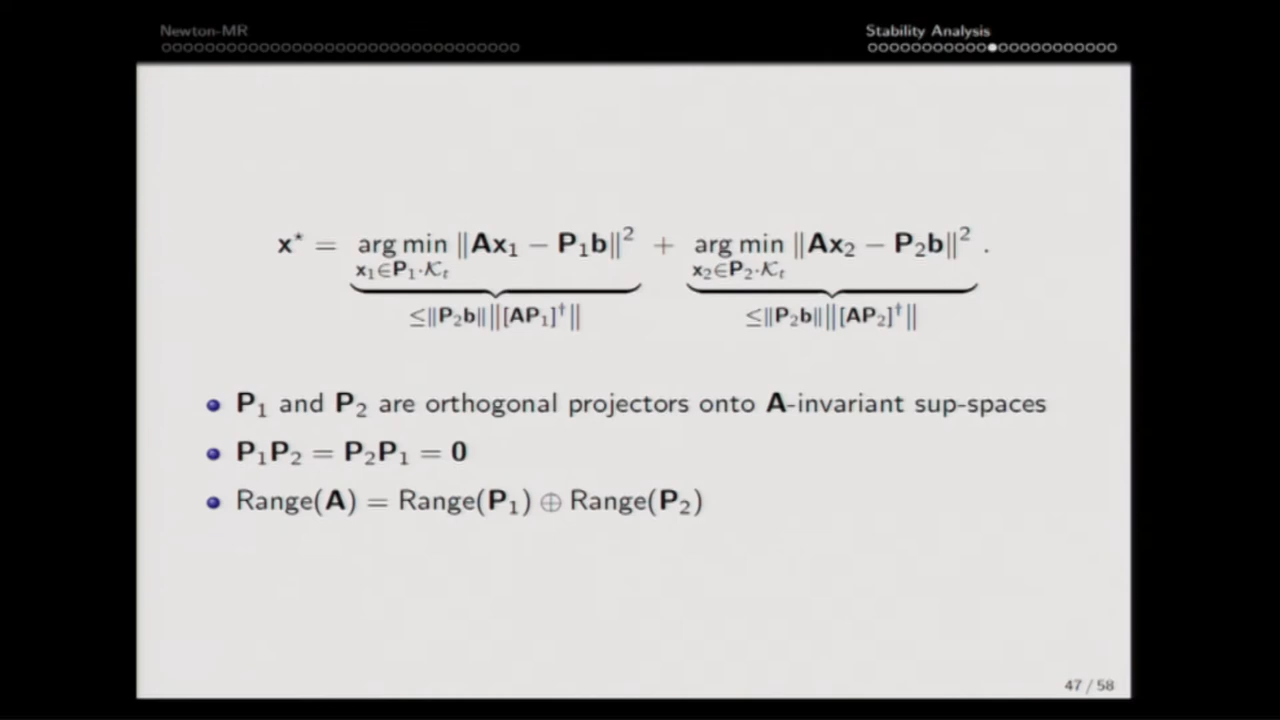 Newton-MR
Stability Analysis
x⋆ = arg min ‖Ax₁ − P₁b‖² + arg min ‖Ax₂ − P₂b‖² .
x₁∈P₁·𝒦ₜ x₂∈P₂·𝒦ₜ
≤‖P₂b‖‖[AP₁]†‖ ≤‖P₂b‖‖[AP₂]†‖
P₁ and P₂ are orthogonal projectors onto A-invariant sup-spaces
P₁P₂ = P₂P₁ = 0
Range(A) = Range(P₁) ⊕ Range(P₂)
47 / 58